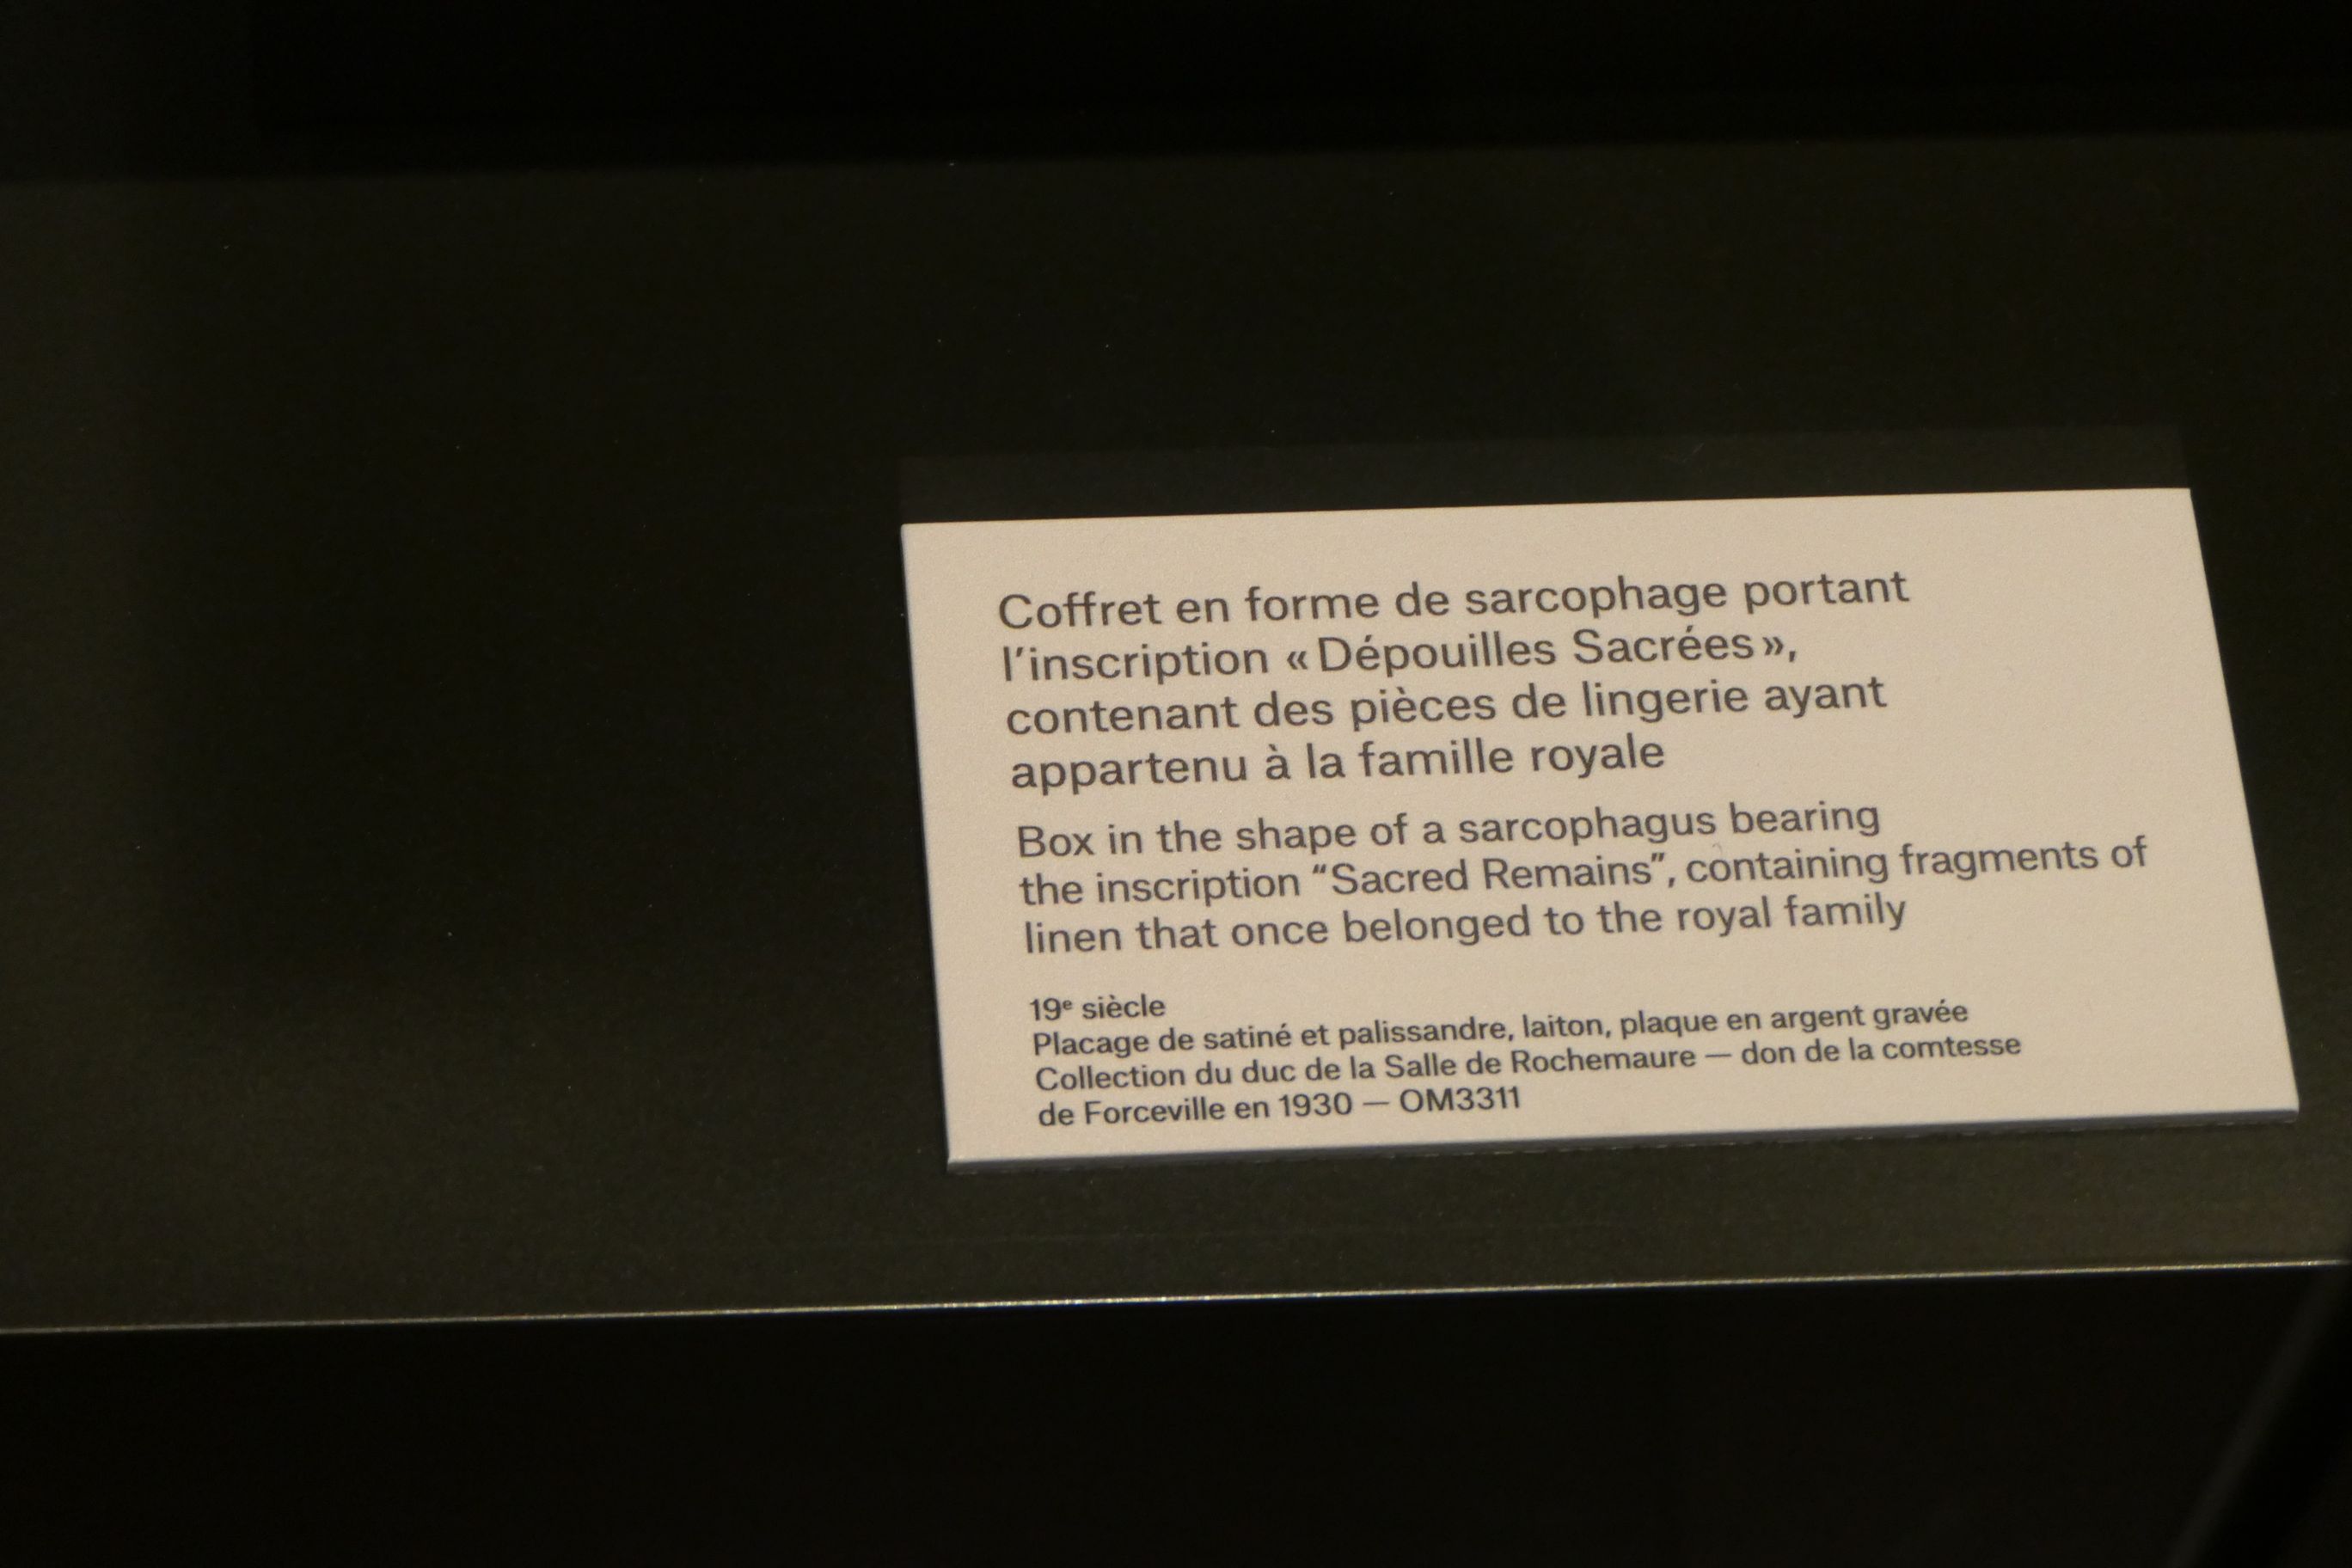 Coffret en forme de sarcophage portant
l’inscription « Dépouilles Sacrées »,
contenant des pièces de lingerie ayant
appartenu à la famille royale
Box in the shape of a sarcophagus bearing
the inscription “Sacred Remains”, containing fragments of
linen that once belonged to the royal family
19e siècle
Placage de satiné et palissandre, laiton, plaque en argent gravée
Collection du duc de la Salle de Rochemaure — don de la comtesse
de Forceville en 1930 — OM3311